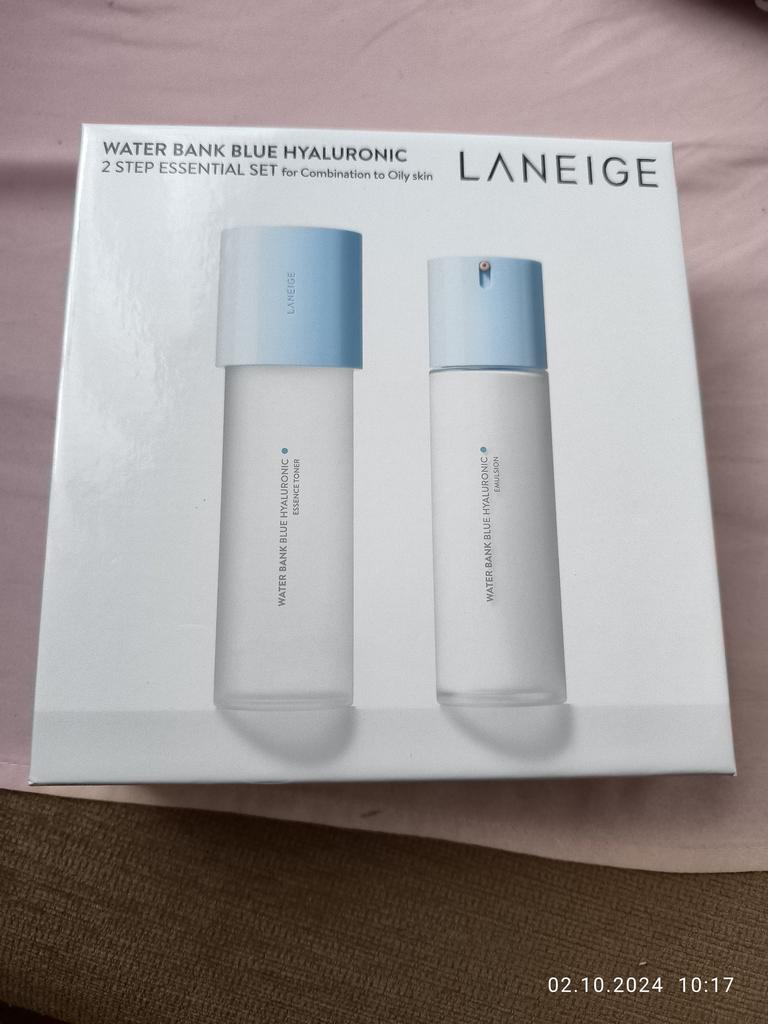 WATER BANK BLUE HYALURONIC
2 STEP ESSENTIAL SET for Combination to Oily skin
LANEIGE
LANEIGE
WATER BANK BLUE HYALURONIC
ESSENCE TONER
WATER BANK BLUE HYALURONIC
EMULSION
02.10.2024 10:17